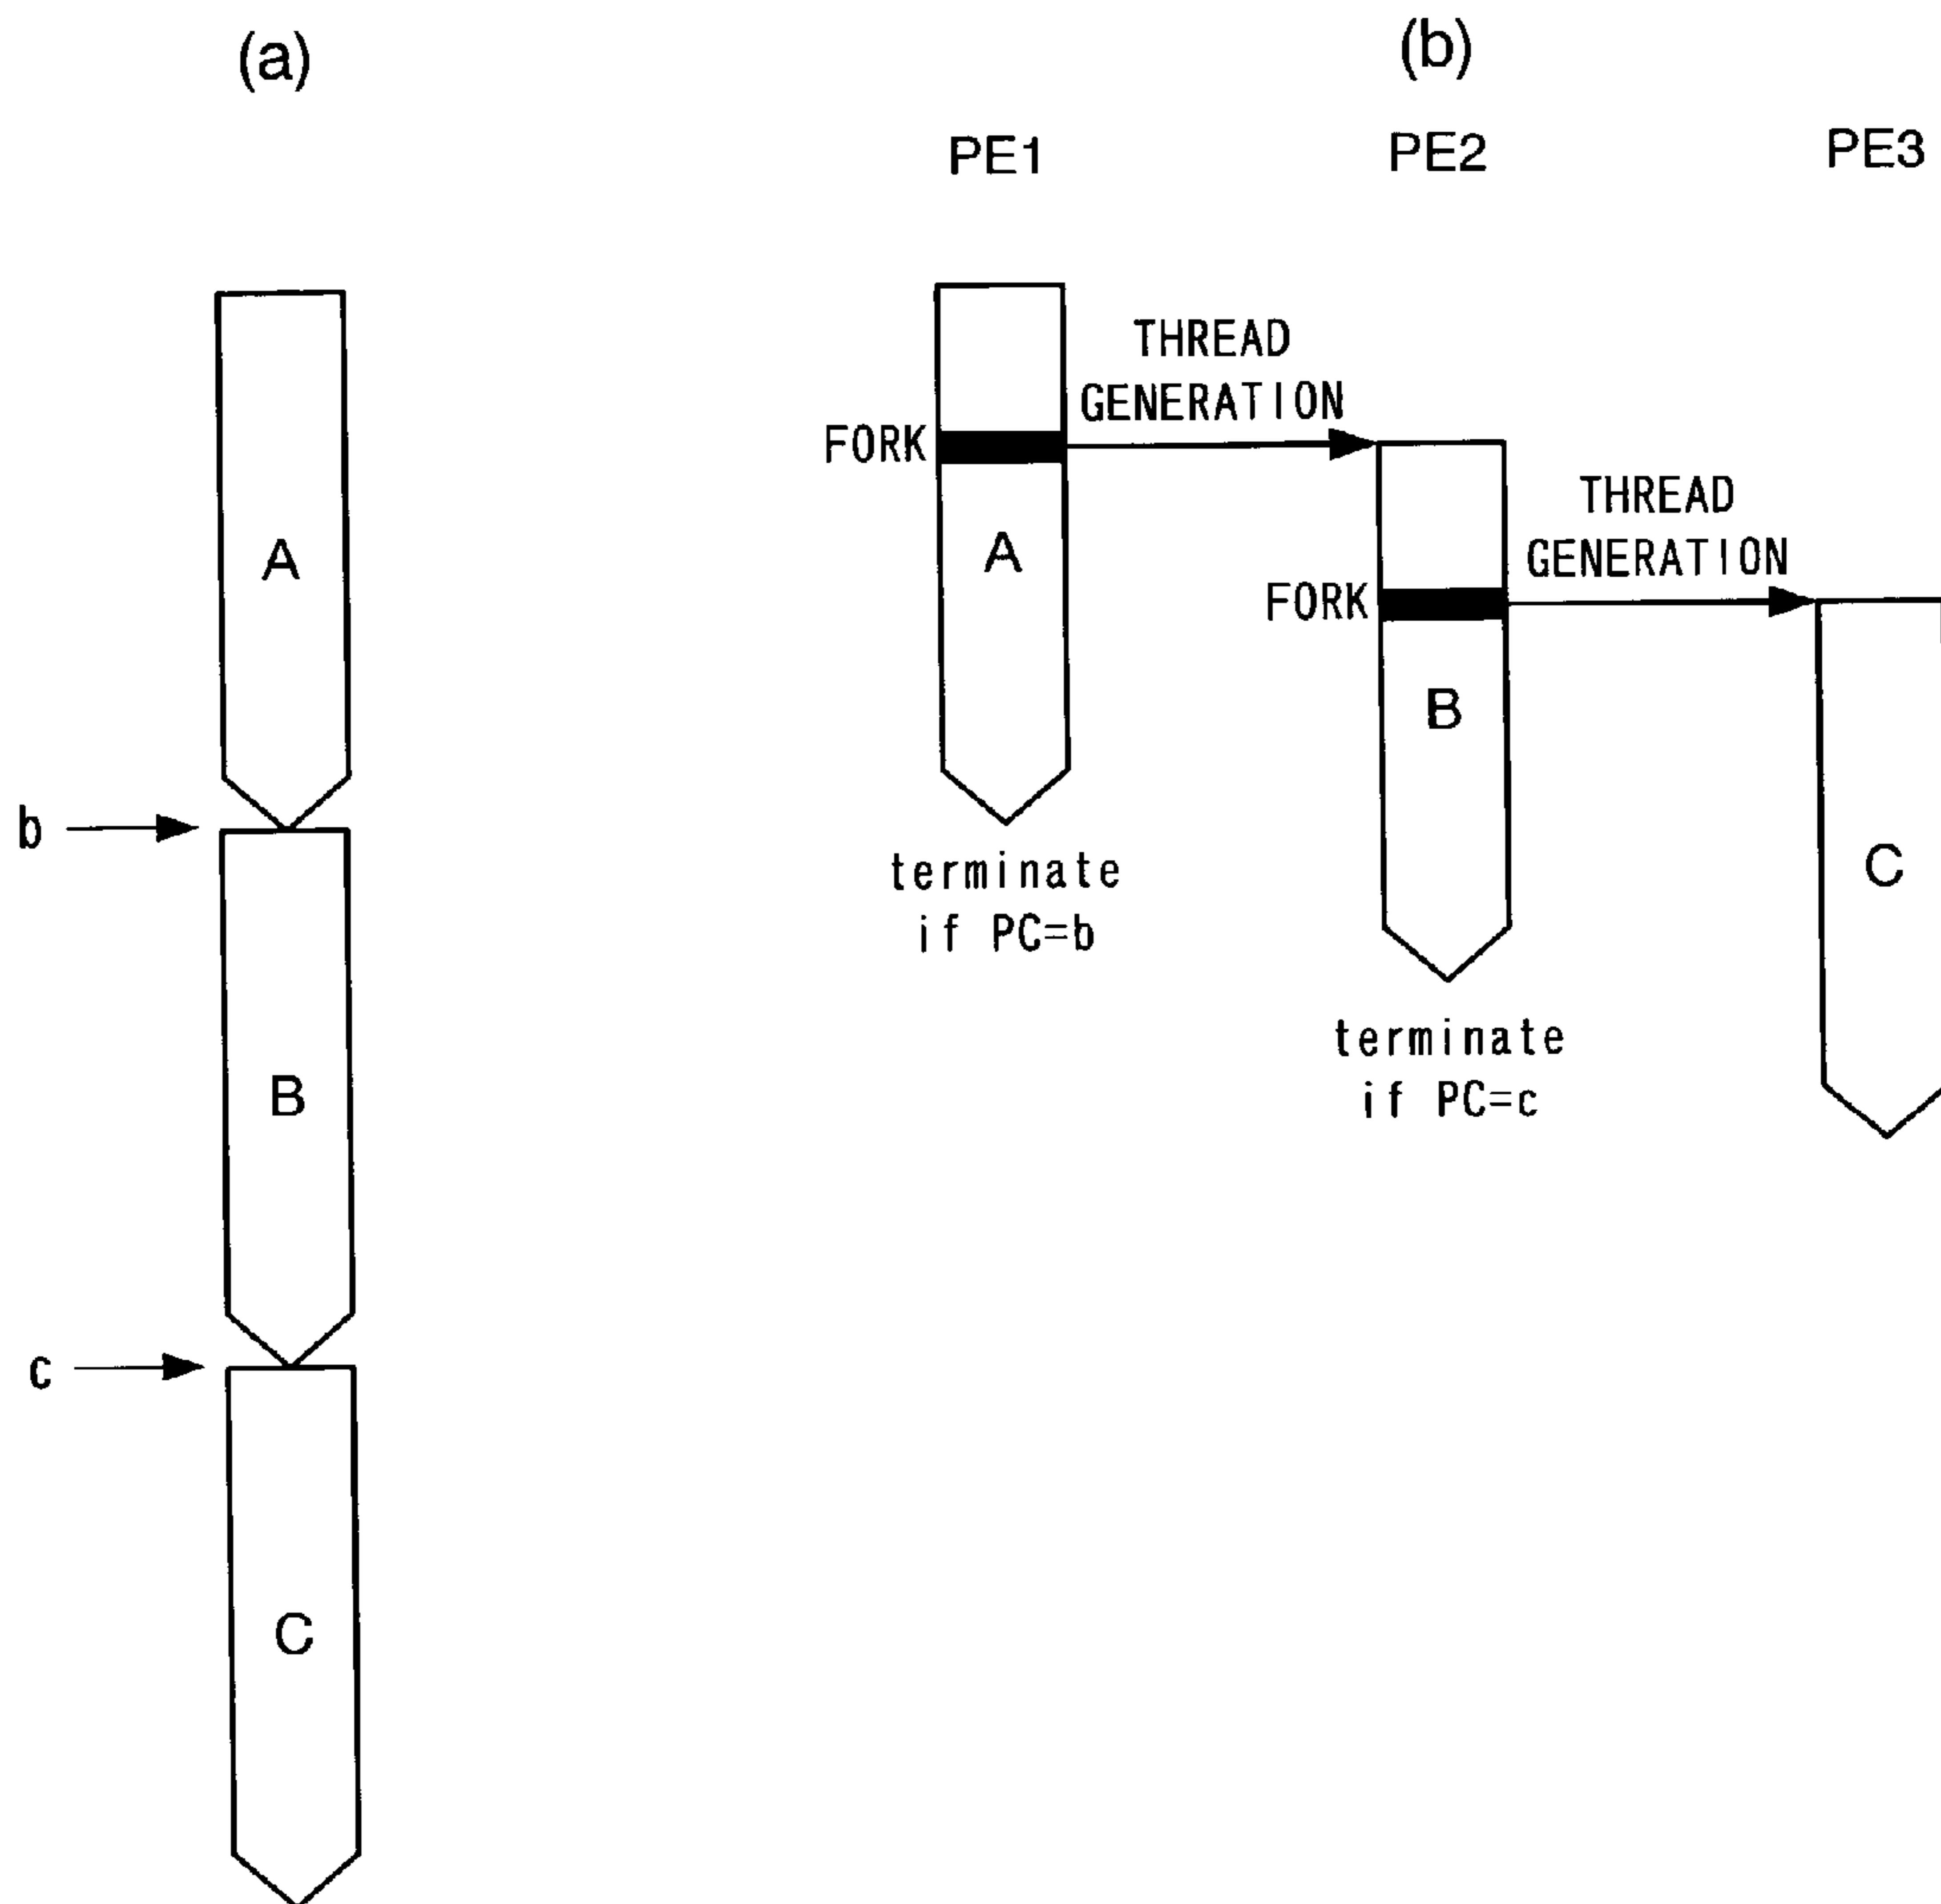 (a)
A
b
B
c
C
(b)
PE1
PE2
PE3
THREAD
GENERATION
FORK
A
terminate
if PC=b
THREAD
GENERATION
FORK
B
terminate
if PC=c
C